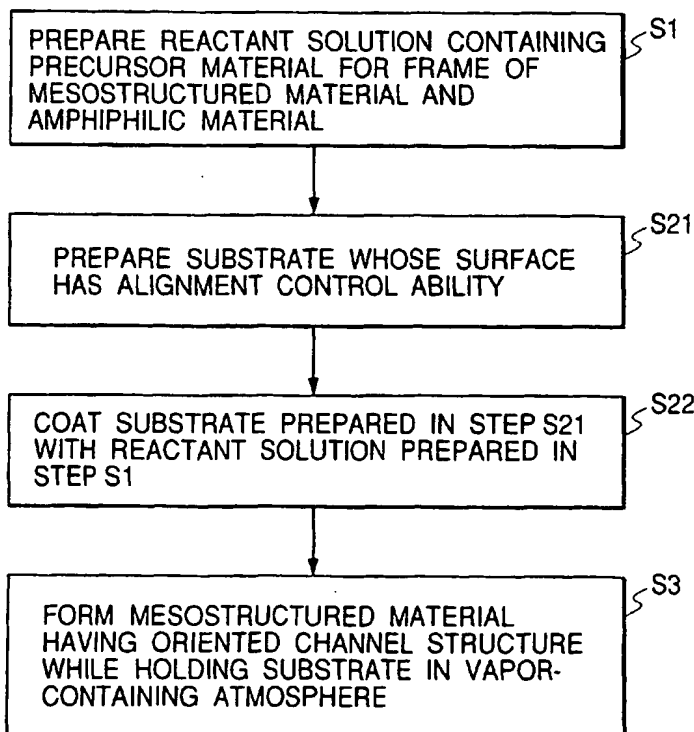 PREPARE REACTANT SOLUTION CONTAINING
PRECURSOR MATERIAL FOR FRAME OF
MESOSTRUCTURED MATERIAL AND
AMPHIPHILIC MATERIAL
S1
PREPARE SUBSTRATE WHOSE SURFACE
HAS ALIGNMENT CONTROL ABILITY
S21
COAT SUBSTRATE PREPARED IN STEP S21
WITH REACTANT SOLUTION PREPARED IN
STEP S1
S22
FORM MESOSTRUCTURED MATERIAL
HAVING ORIENTED CHANNEL STRUCTURE
WHILE HOLDING SUBSTRATE IN VAPOR-
CONTAINING ATMOSPHERE
S3